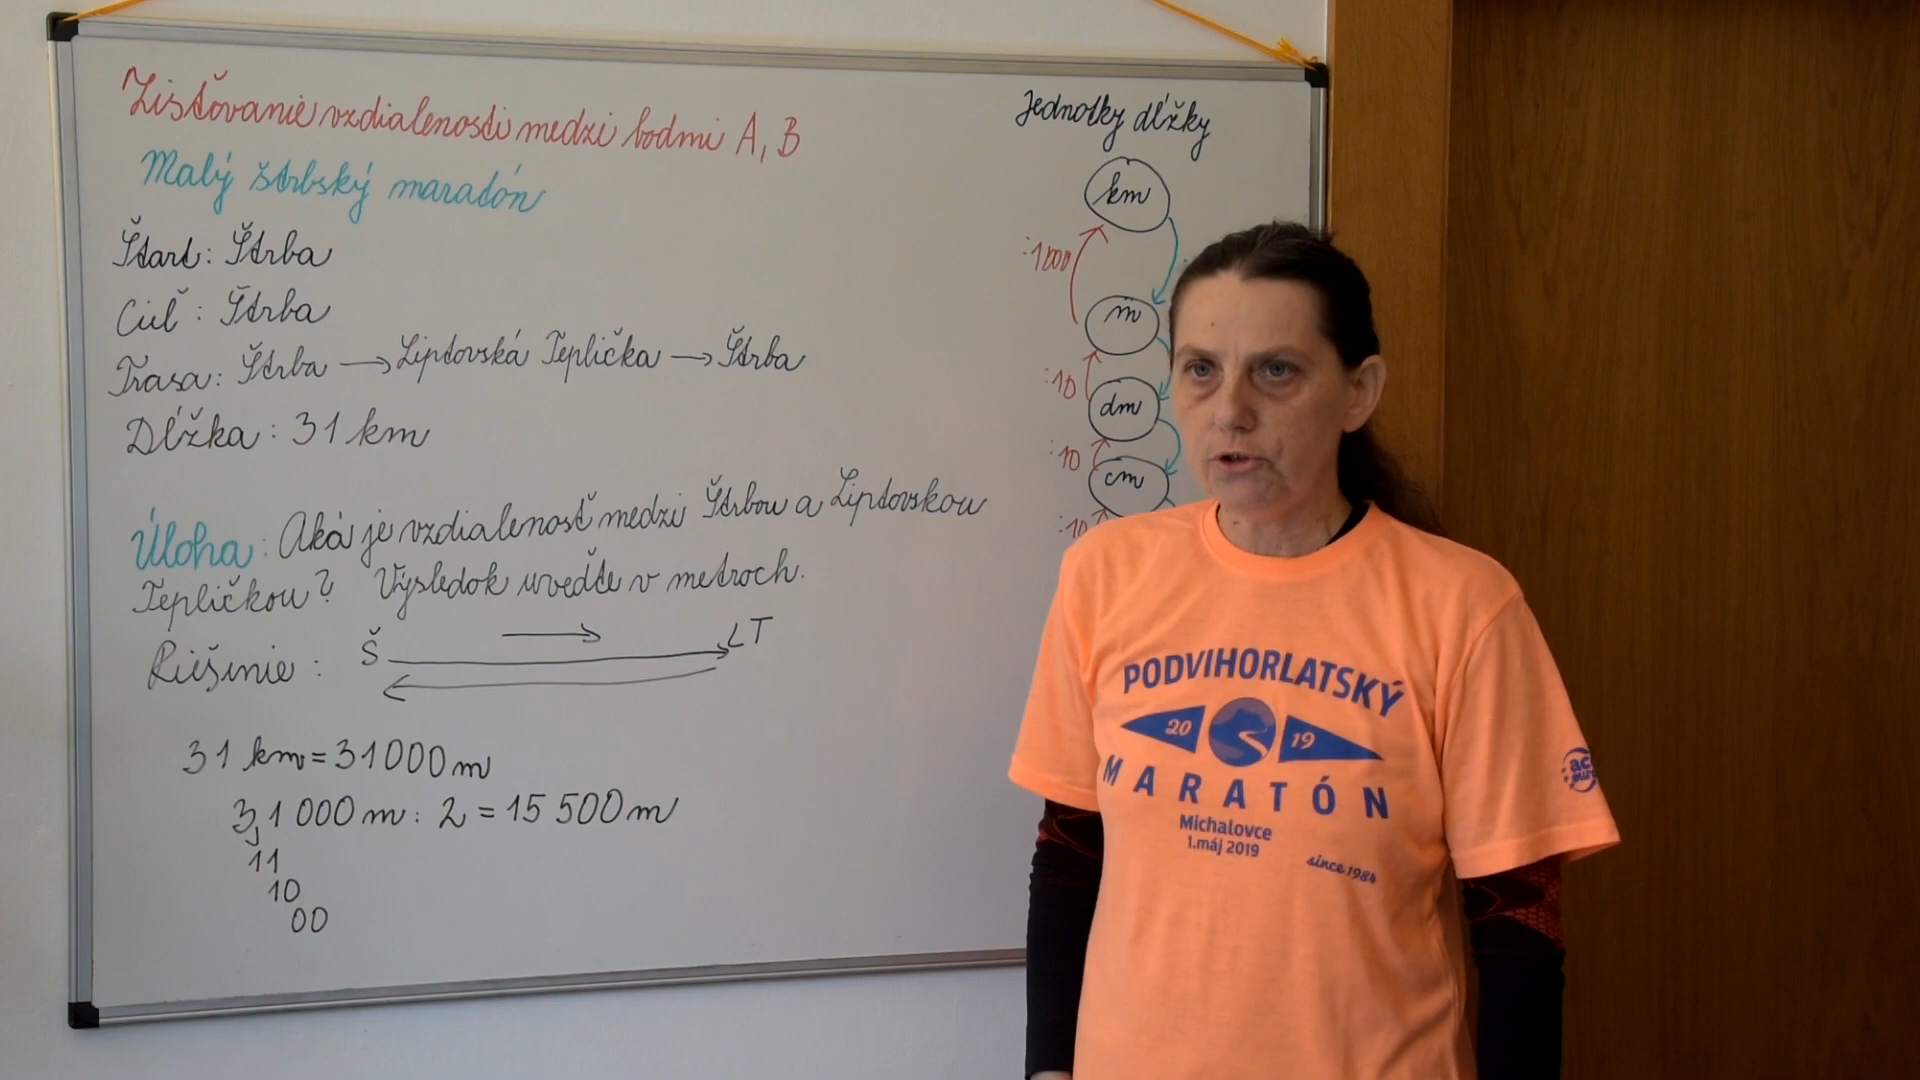 Zisťovanie vzdialenosti medzi bodmi A, B
Malý štrbský maratón
Štart: Štrba
Cieľ: Štrba
Trasa: Štrba → Liptovská Teplička → Štrba
Dĺžka: 31 km
Úloha: Aká je vzdialenosť medzi Štrbou a Liptovskou
Tepličkou? Výsledok uveďte v metroch.
Riešenie: Š → LT
31 km = 31000 m
31 000 m : 2 = 15 500 m
11
10
00
Jednotky dĺžky
km
:1000
m
:10
dm
:10
cm
:10
PODVIHORLATSKÝ
20 19
MARATÓN
Michalovce
1.máj 2019
since 1984